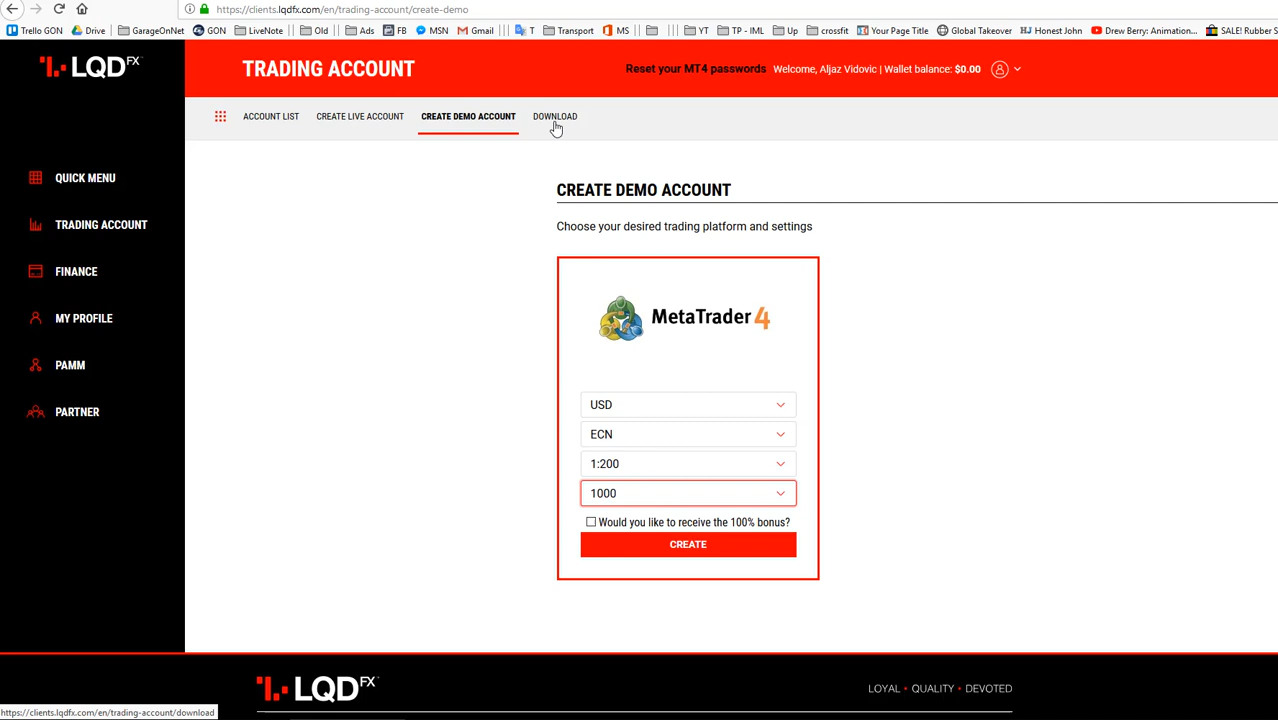 https://clients.lqdfx.com/en/trading-account/create-demo
Trello GON Drive GarageOnNet GON LiveNote Old Ads FB MSN Gmail T Transport MS YT TP - IML Up crossfit Your Page Title Global Takeover Honest John Drew Berry: Animation... SALE! Rubber S
LQD FX
TRADING ACCOUNT
Reset your MT4 passwords Welcome, Aljaz Vidovic | Wallet balance: $0.00
ACCOUNT LIST CREATE LIVE ACCOUNT CREATE DEMO ACCOUNT DOWNLOAD
QUICK MENU
TRADING ACCOUNT
FINANCE
MY PROFILE
PAMM
PARTNER
CREATE DEMO ACCOUNT
Choose your desired trading platform and settings
MetaTrader 4
USD
ECN
1:200
1000
Would you like to receive the 100% bonus?
CREATE
LQD FX
LOYAL • QUALITY • DEVOTED
https://clients.lqdfx.com/en/trading-account/download